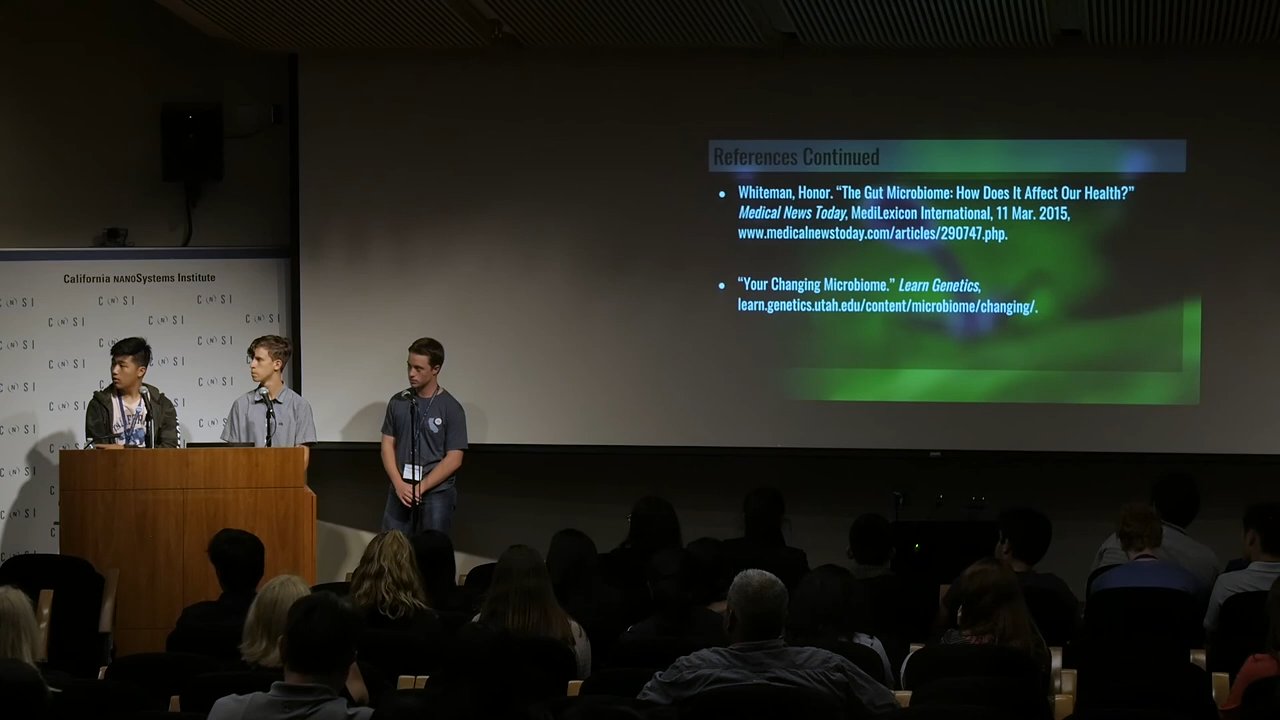 References Continued
• Whiteman, Honor. “The Gut Microbiome: How Does It Affect Our Health?”
Medical News Today, MediLexicon International, 11 Mar. 2015,
www.medicalnewstoday.com/articles/290747.php.
• “Your Changing Microbiome.” Learn Genetics,
learn.genetics.utah.edu/content/microbiome/changing/.
California NANOSystems Institute
C N S I